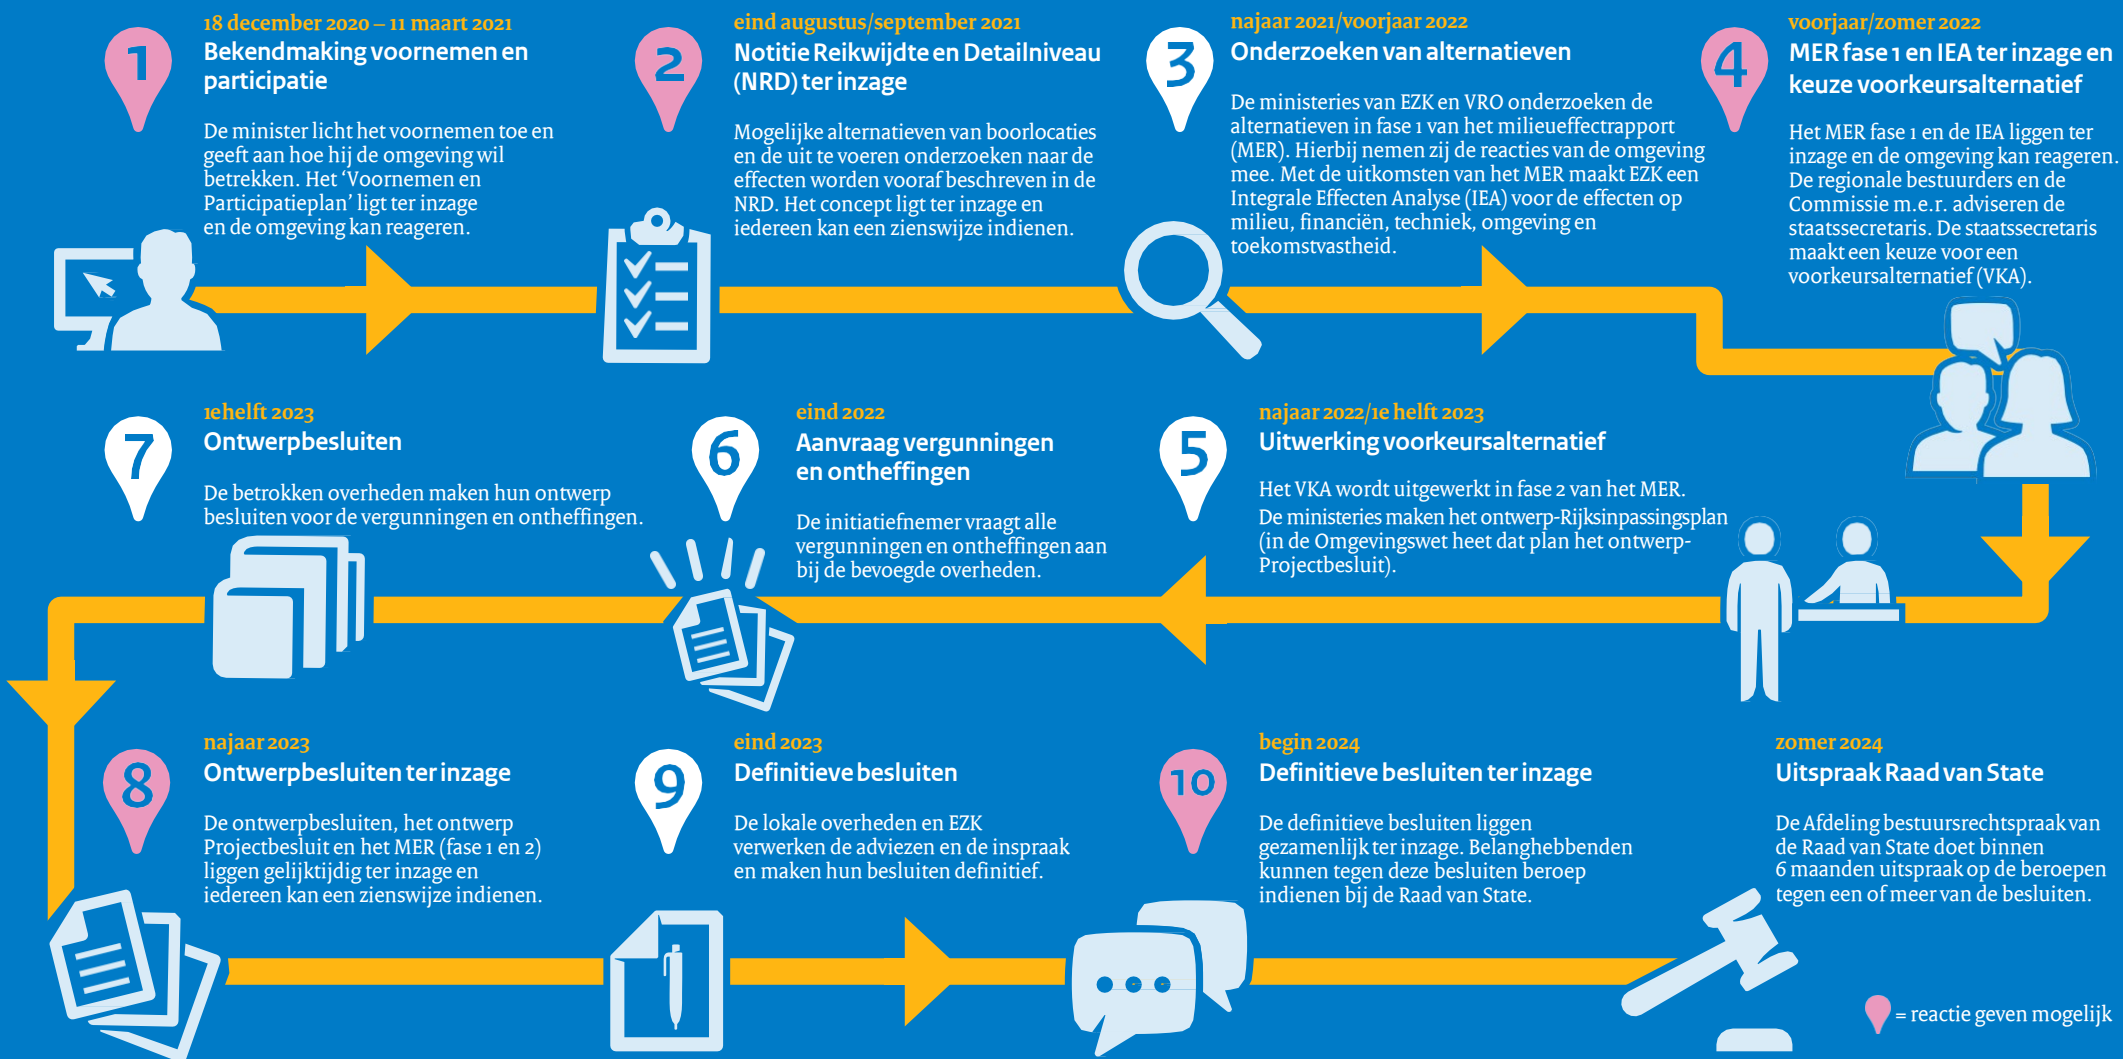 1
18 december 2020 – 11 maart 2021
Bekendmaking voornemen en
participatie
De minister licht het voornemen toe en
geeft aan hoe hij de omgeving wil
betrekken. Het ‘Voornemen en
Participatieplan’ ligt ter inzage
en de omgeving kan reageren.
2
eind augustus/september 2021
Notitie Reikwijdte en Detailniveau
(NRD) ter inzage
Mogelijke alternatieven van boorlocaties
en de uit te voeren onderzoeken naar de
effecten worden vooraf beschreven in de
NRD. Het concept ligt ter inzage en
iedereen kan een zienswijze indienen.
3
najaar 2021/voorjaar 2022
Onderzoeken van alternatieven
De ministeries van EZK en VRO onderzoeken de
alternatieven in fase 1 van het milieueffectrapport
(MER). Hierbij nemen zij de reacties van de omgeving
mee. Met de uitkomsten van het MER maakt EZK een
Integrale Effecten Analyse (IEA) voor de effecten op
milieu, financiën, techniek, omgeving en
toekomstvastheid.
4
voorjaar/zomer 2022
MER fase 1 en IEA ter inzage en
keuze voorkeursalternatief
Het MER fase 1 en de IEA liggen ter
inzage en de omgeving kan reageren.
De regionale bestuurders en de
Commissie m.e.r. adviseren de
staatssecretaris. De staatssecretaris
maakt een keuze voor een
voorkeursalternatief (VKA).
5
najaar 2022/1e helft 2023
Uitwerking voorkeursalternatief
Het VKA wordt uitgewerkt in fase 2 van het MER.
De ministeries maken het ontwerp-Rijksinpassingsplan
(in de Omgevingswet heet dat plan het ontwerp-
Projectbesluit).
6
eind 2022
Aanvraag vergunningen
en ontheffingen
De initiatiefnemer vraagt alle
vergunningen en ontheffingen aan
bij de bevoegde overheden.
7
1ehelft 2023
Ontwerpbesluiten
De betrokken overheden maken hun ontwerp
besluiten voor de vergunningen en ontheffingen.
8
najaar 2023
Ontwerpbesluiten ter inzage
De ontwerpbesluiten, het ontwerp
Projectbesluit en het MER (fase 1 en 2)
liggen gelijktijdig ter inzage en
iedereen kan een zienswijze indienen.
9
eind 2023
Definitieve besluiten
De lokale overheden en EZK
verwerken de adviezen en de inspraak
en maken hun besluiten definitief.
10
begin 2024
Definitieve besluiten ter inzage
De definitieve besluiten liggen
gezamenlijk ter inzage. Belanghebbenden
kunnen tegen deze besluiten beroep
indienen bij de Raad van State.
zomer 2024
Uitspraak Raad van State
De Afdeling bestuursrechtspraak van
de Raad van State doet binnen
6 maanden uitspraak op de beroepen
tegen een of meer van de besluiten.
= reactie geven mogelijk